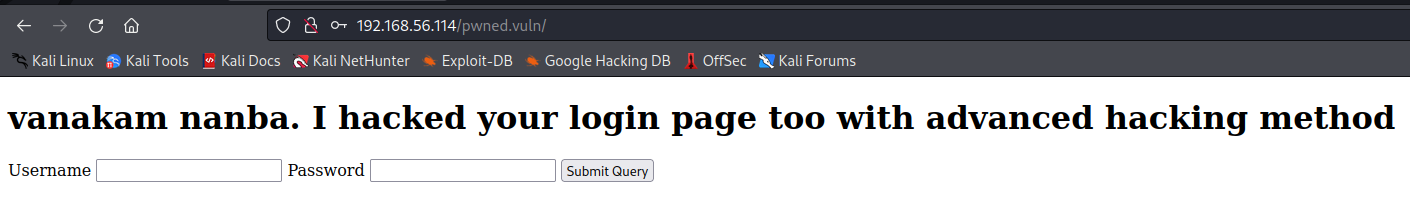 192.168.56.114/pwned.vuln/
Kali Linux Kali Tools Kali Docs Kali NetHunter Exploit-DB Google Hacking DB OffSec Kali Forums
vanakam nanba. I hacked your login page too with advanced hacking method
Username Password Submit Query